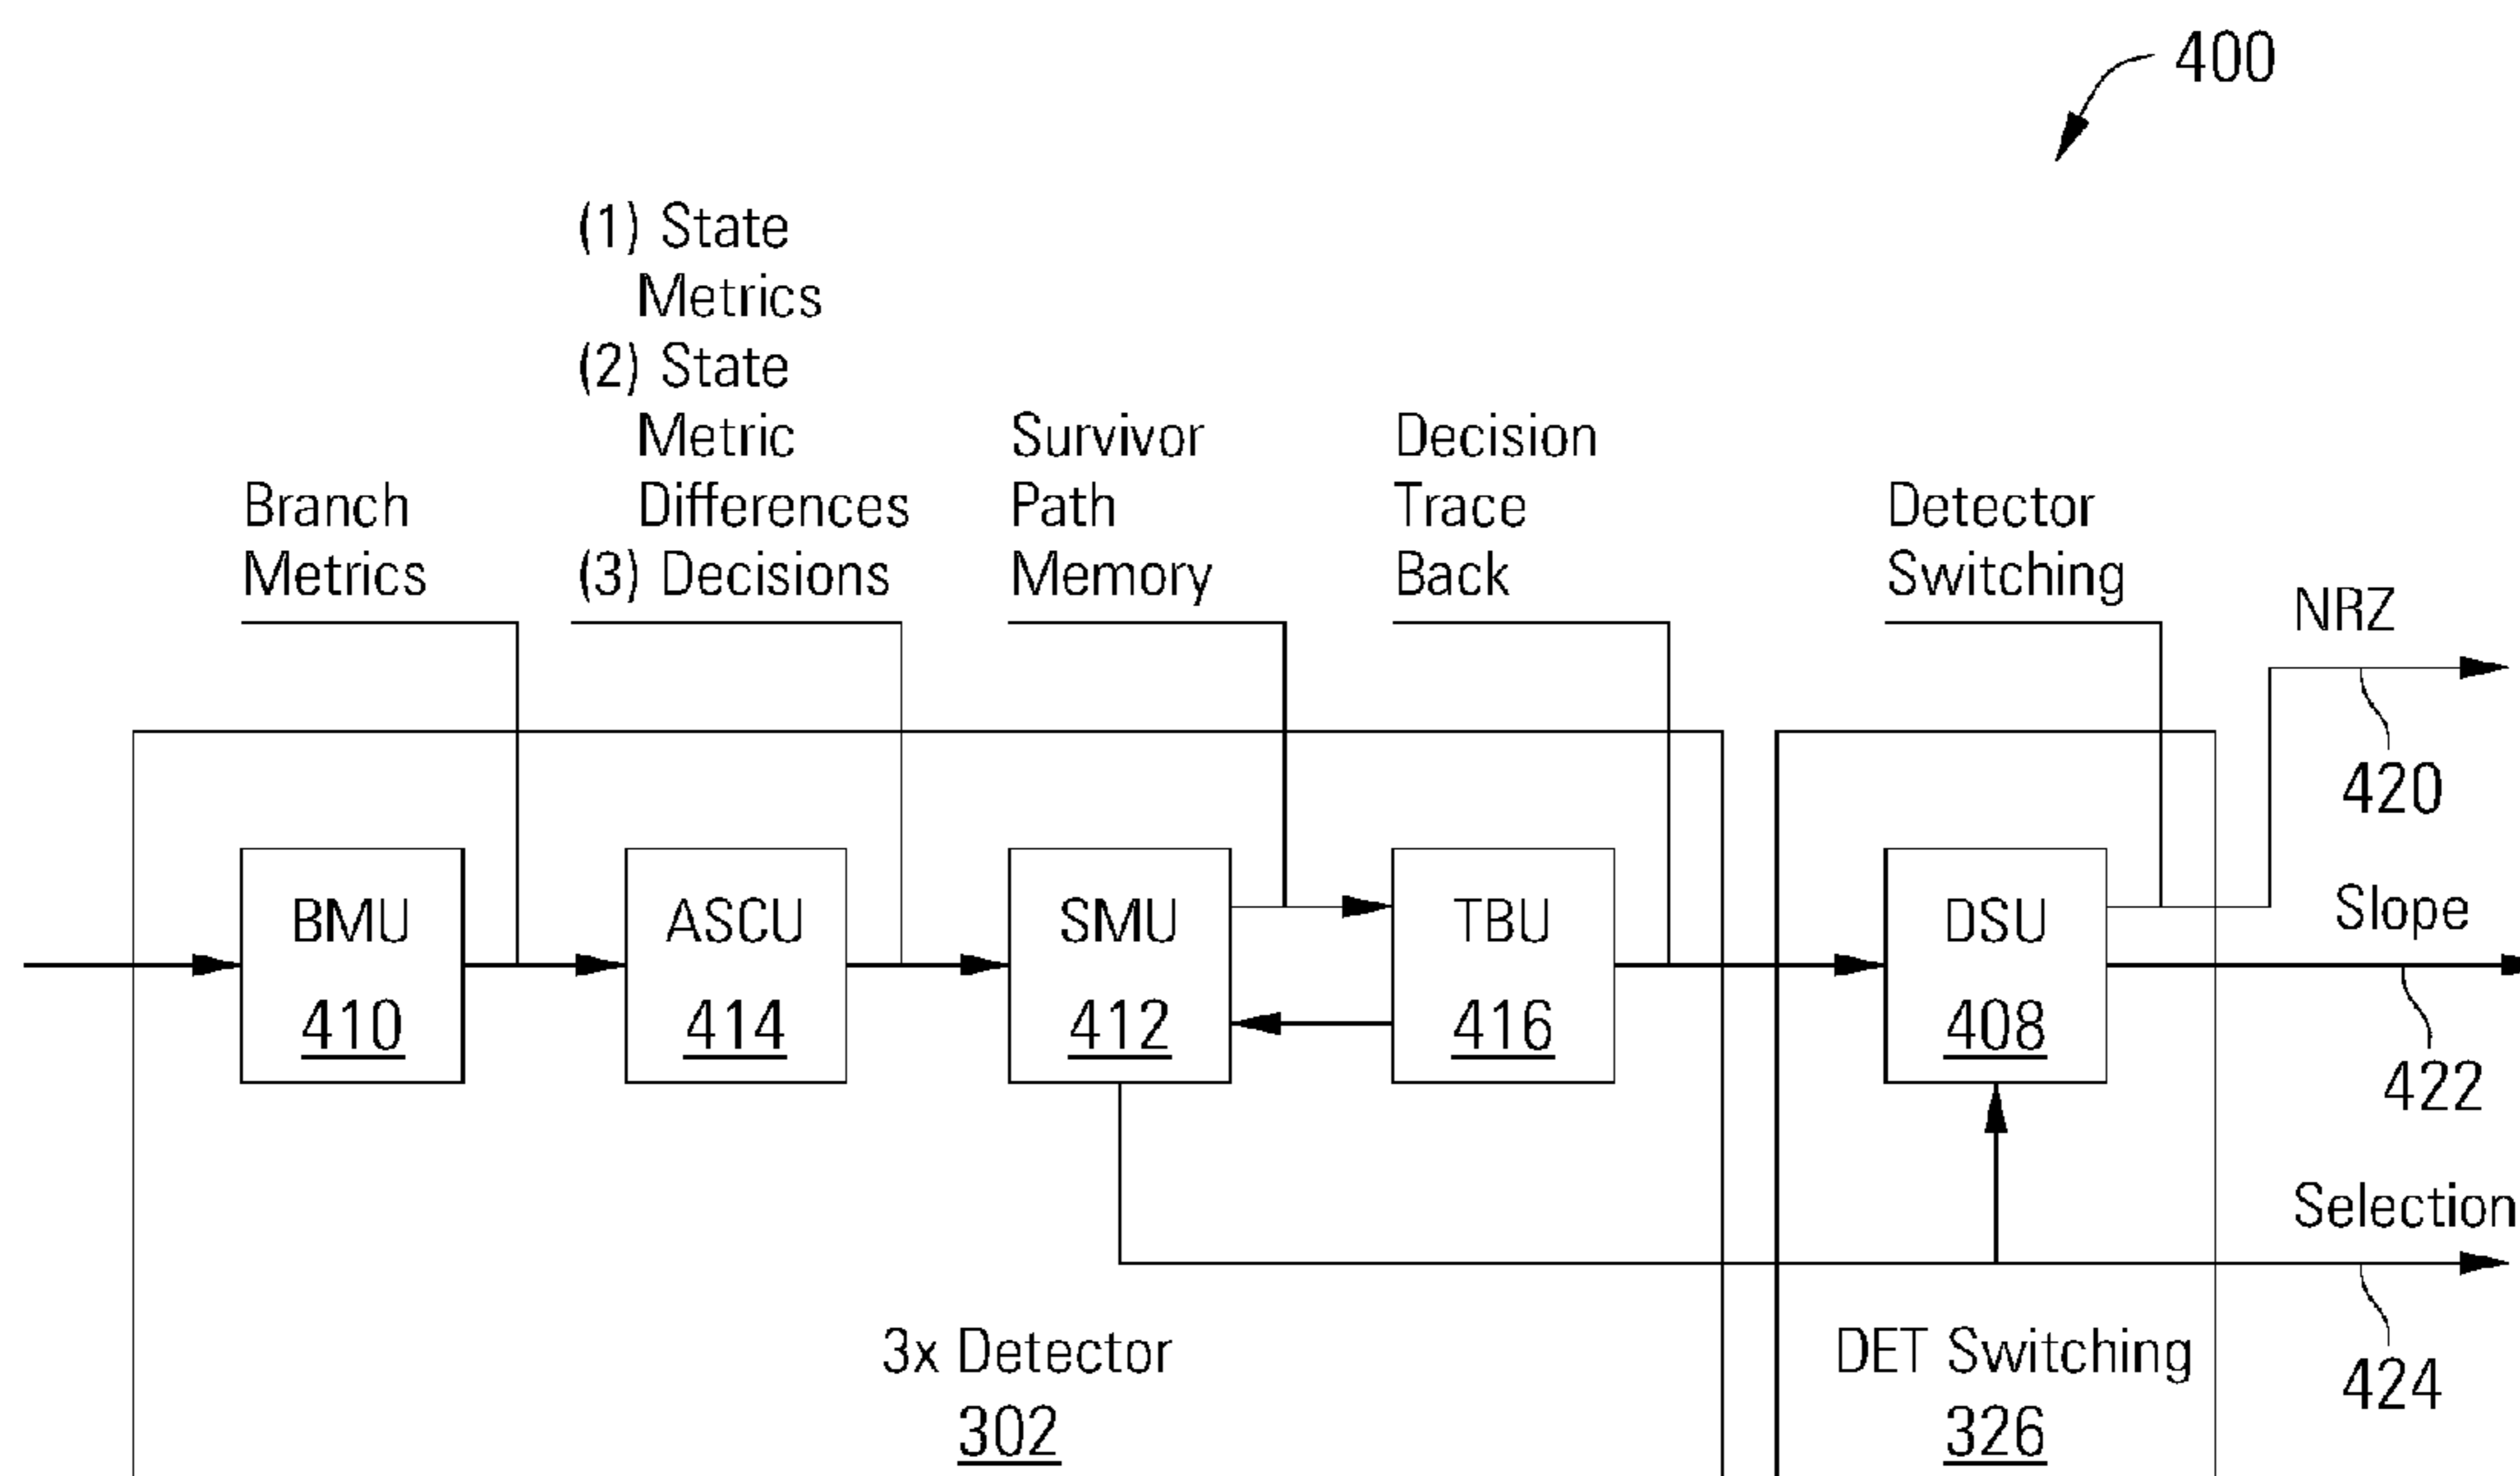 400
(1) State
Metrics
(2) State
Metric
Differences
(3) Decisions
Branch
Metrics
Survivor
Path
Memory
Decision
Trace
Back
Detector
Switching
NRZ
420
BMU
410
ASCU
414
SMU
412
TBU
416
DSU
408
Slope
422
Selection
424
3x Detector
302
DET Switching
326